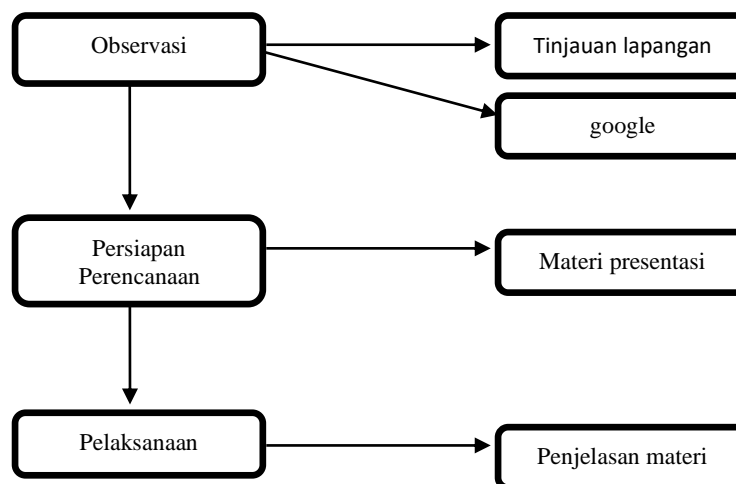 Observasi
Tinjauan lapangan
google
Persiapan
Perencanaan
Materi presentasi
Pelaksanaan
Penjelasan materi